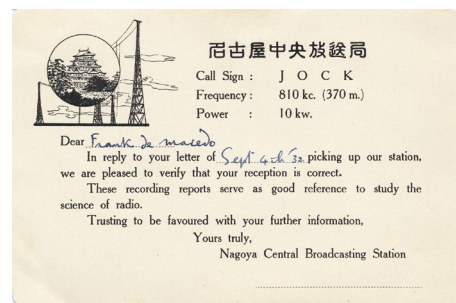 名古屋中央放送局
Call Sign : J O C K
Frequency : 810 kc. (370 m.)
Power : 10 kw.
Dear Frank de Macedo
In reply to your letter of Sept 4th '32 picking up our station,
we are pleased to verify that your reception is correct.
These recording reports serve as good reference to study the
science of radio.
Trusting to be favoured with your further information,
Yours truly,
Nagoya Central Broadcasting Station